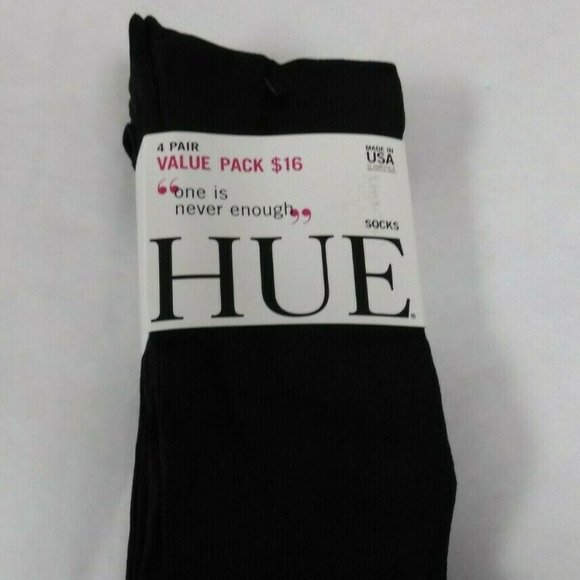 4 PAIR
VALUE PACK $16
“one is
never enough”
MADE IN
USA
SOCKS
HUE®